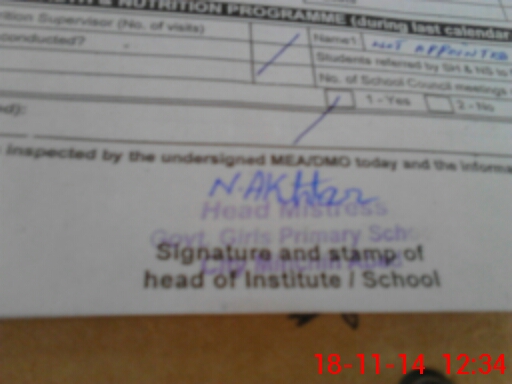 & NUTRITION PROGRAMME (during last calendar
ition Supervisor (No. of visits)
Name1 NOT APPOINTED
conducted?
Students referred by SH & NS to
No. of School Council meetings
1 - Yes 2 - No
ed):
inspected by the undersigned MEA/DMO today and the informa
N. AKhtar
Head Mistress
Govt. Girls Primary Scho
Signature and stamp of
head of Institute / School
18-11-14 12:34